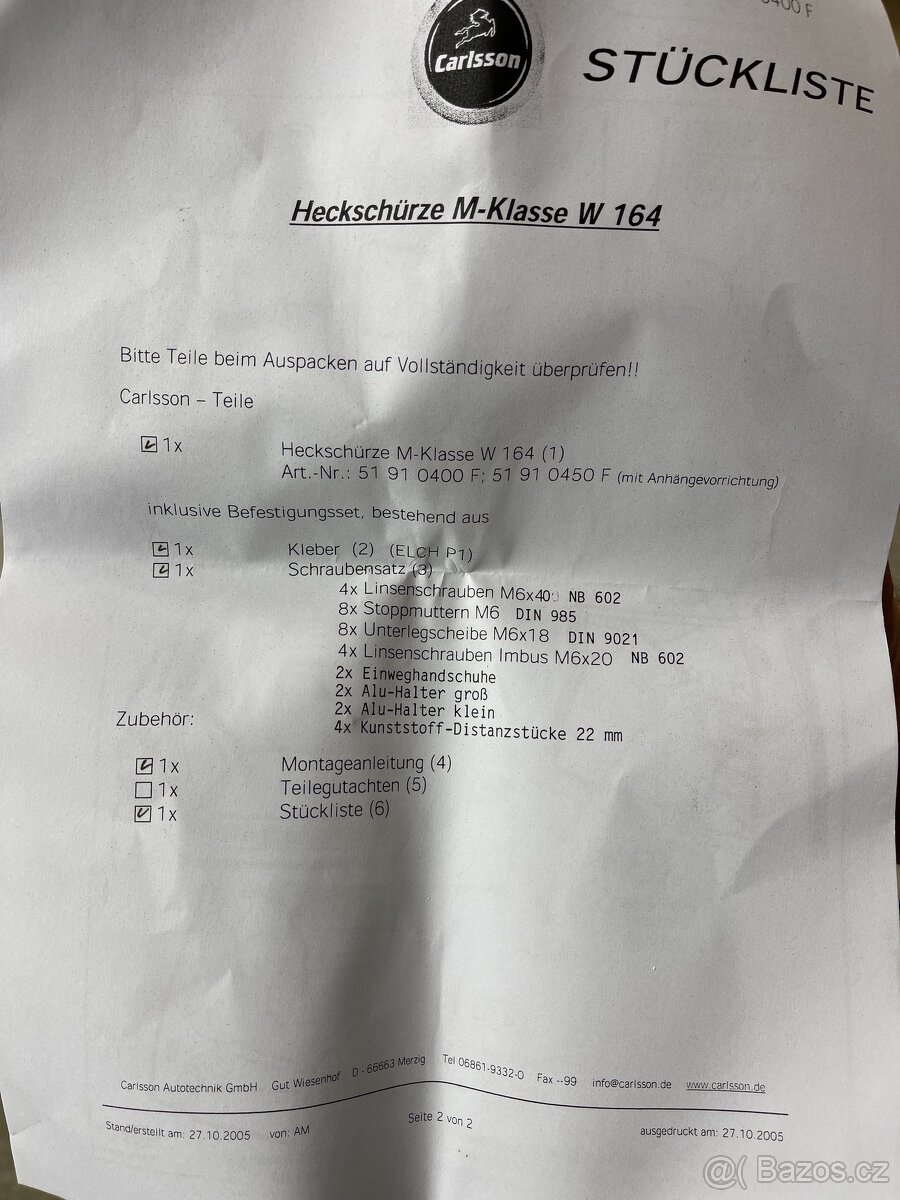 0400 F
Carlsson
STÜCKLISTE
Heckschürze M-Klasse W 164
Bitte Teile beim Auspacken auf Vollständigkeit überprüfen!!
Carlsson – Teile
1x Heckschürze M-Klasse W 164 (1)
Art.-Nr.: 51 91 0400 F; 51 91 0450 F (mit Anhängevorrichtung)
inklusive Befestigungsset, bestehend aus
1x Kleber (2) (ELCH P1)
1x Schraubensatz (3)
4x Linsenschrauben M6x40 NB 602
8x Stoppmuttern M6 DIN 985
8x Unterlegscheibe M6x18 DIN 9021
4x Linsenschrauben Imbus M6x20 NB 602
2x Einweghandschuhe
2x Alu-Halter groß
2x Alu-Halter klein
4x Kunststoff-Distanzstücke 22 mm
Zubehör:
1x Montageanleitung (4)
1x Teilegutachten (5)
1x Stückliste (6)
Carlsson Autotechnik GmbH Gut Wiesenhof D - 66663 Merzig Tel 06861-9332-0 Fax --99 info@carlsson.de www.carlsson.de
Stand/erstellt am: 27.10.2005 von: AM Seite 2 von 2 ausgedruckt am: 27.10.2005
@( Bazos.cz